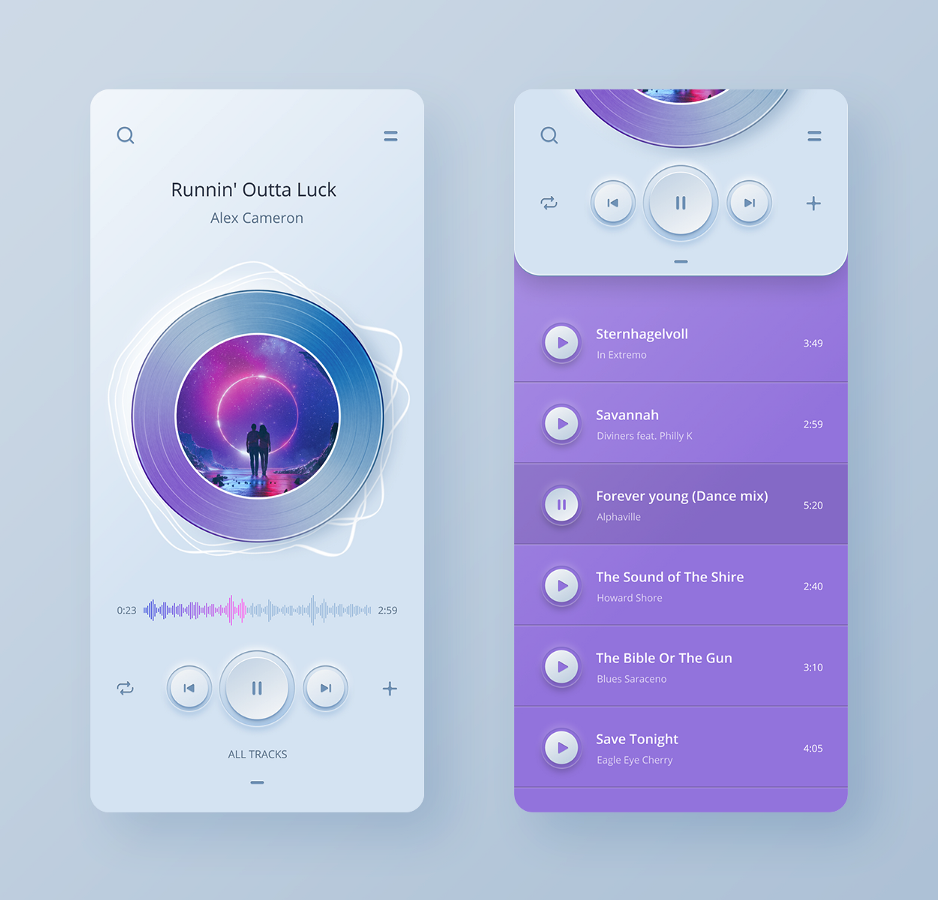 Runnin' Outta Luck
Alex Cameron
0:23
2:59
ALL TRACKS
Sternhagelvoll
In Extremo
3:49
Savannah
Diviners feat. Philly K
2:59
Forever young (Dance mix)
Alphaville
5:20
The Sound of The Shire
Howard Shore
2:40
The Bible Or The Gun
Blues Saraceno
3:10
Save Tonight
Eagle Eye Cherry
4:05